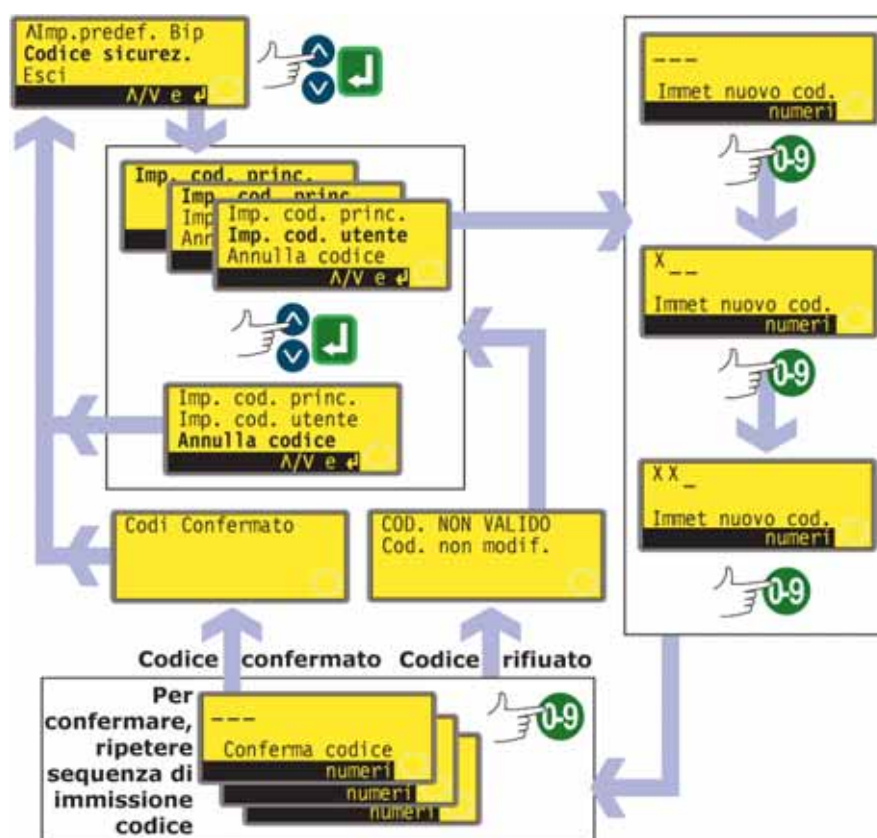 ΛImp.predef. Bip
Codice sicurez.
Esci
Λ/V e ↲
Imp. cod. princ.
Imp. cod. princ.
Imp
Ann
Imp. cod. princ.
Imp. cod. utente
Annulla codice
Λ/V e ↲
Imp. cod. princ.
Imp. cod. utente
Annulla codice
Λ/V e ↲
_ _ _
Immet nuovo cod.
numeri
0-9
X _ _
Immet nuovo cod.
numeri
0-9
X X _
Immet nuovo cod.
numeri
0-9
Codi Confermato
COD. NON VALIDO
Cod. non modif.
Codice confermato
Codice rifiuato
Per
confermare,
ripetere
sequenza di
immissione
codice
_ _ _
Conferma codice
numeri
numeri
numeri
0-9